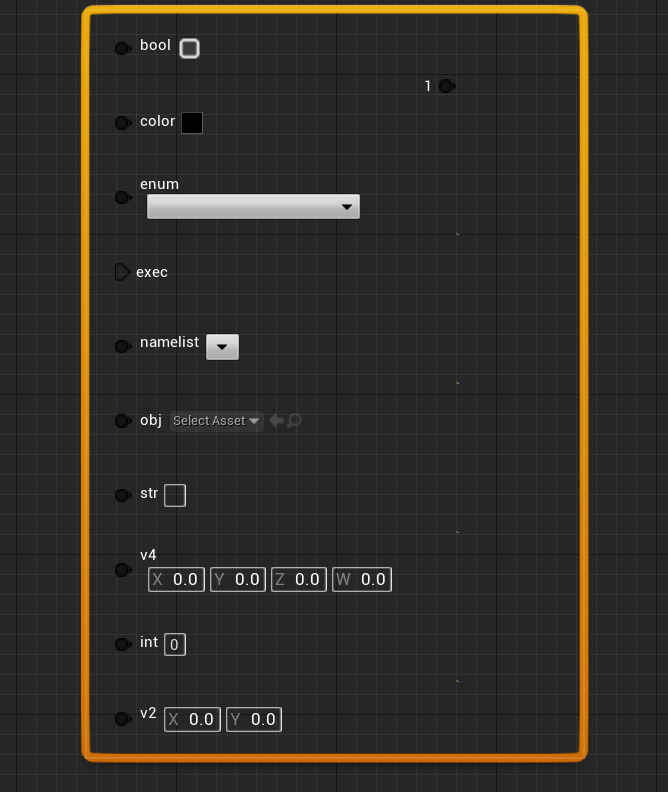 bool
1
color
enum
exec
namelist
obj Select Asset
str
v4
X 0.0 Y 0.0 Z 0.0 W 0.0
int 0
v2 X 0.0 Y 0.0